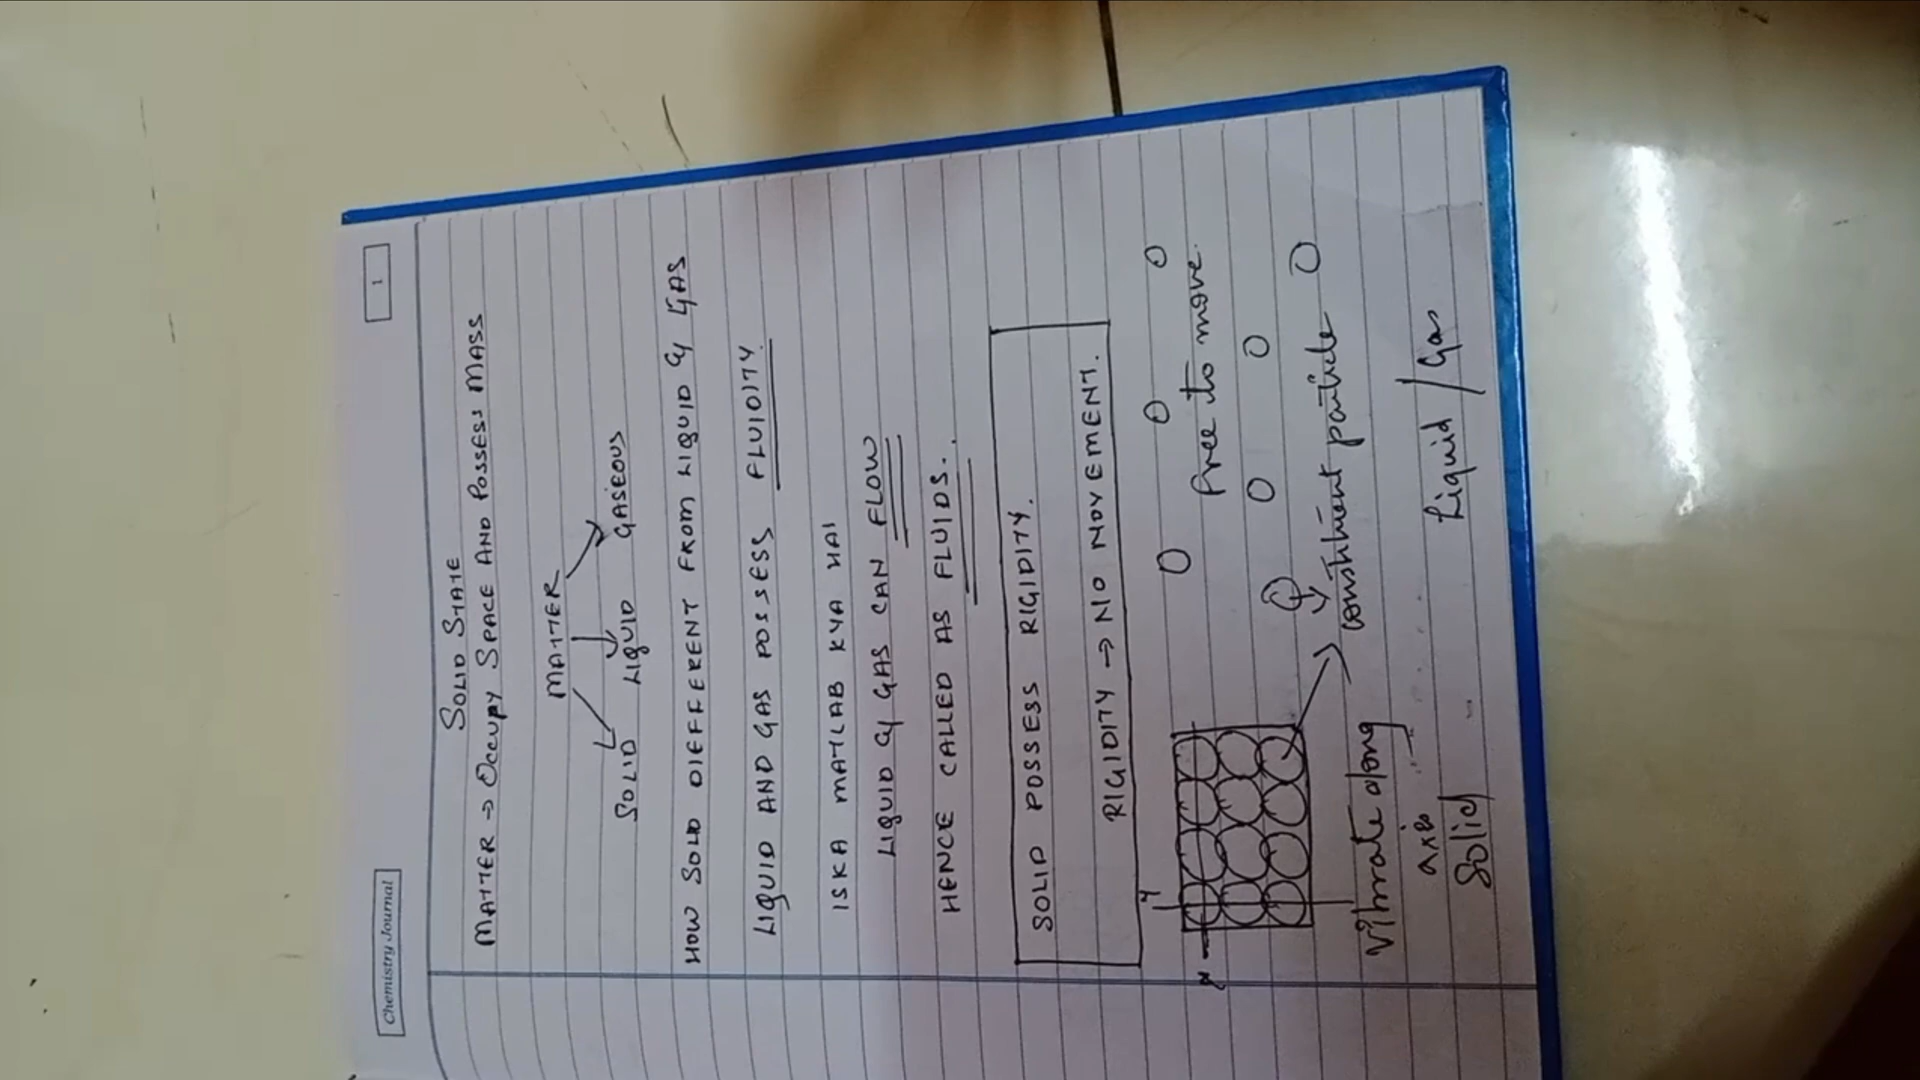 Chemistry Journal
1
SOLID STATE
MATTER → OCCUPY SPACE AND POSSESS MASS
MATTER
SOLID LIQUID GASEOUS
HOW SOLID DIFFERENT FROM LIQUID & GAS
LIQUID AND GAS POSSESS FLUIDITY.
ISKA MATLAB KYA HAI
LIQUID & GAS CAN FLOW
HENCE CALLED AS FLUIDS.
SOLID POSSESS RIGIDITY.
RIGIDITY → NO MOVEMENT.
y
x
free to move.
constituent particle
vibrate along
axis
Solid
Liquid / Gas